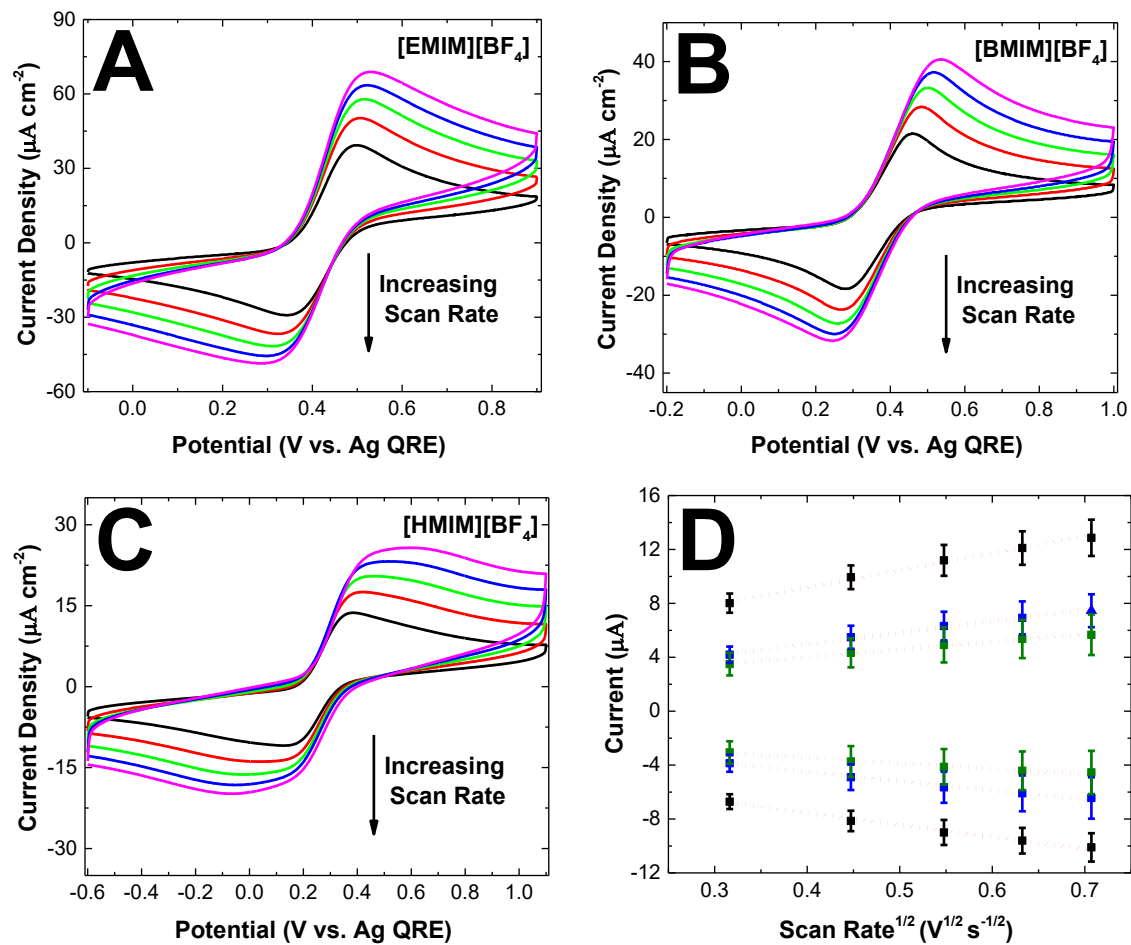 A
[EMIM][BF4]
Current Density (μA cm-2)
90
60
30
0
-30
-60
Increasing
Scan Rate
0.0 0.2 0.4 0.6 0.8
Potential (V vs. Ag QRE)
B
[BMIM][BF4]
Current Density (μA cm-2)
40
20
0
-20
-40
Increasing
Scan Rate
-0.2 0.0 0.2 0.4 0.6 0.8 1.0
Potential (V vs. Ag QRE)
C
[HMIM][BF4]
Current Density (μA cm-2)
30
15
0
-15
-30
Increasing
Scan Rate
-0.6 -0.4 -0.2 0.0 0.2 0.4 0.6 0.8 1.0
Potential (V vs. Ag QRE)
D
Current (μA)
16
12
8
4
0
-4
-8
-12
0.3 0.4 0.5 0.6 0.7
Scan Rate1/2 (V1/2 s-1/2)